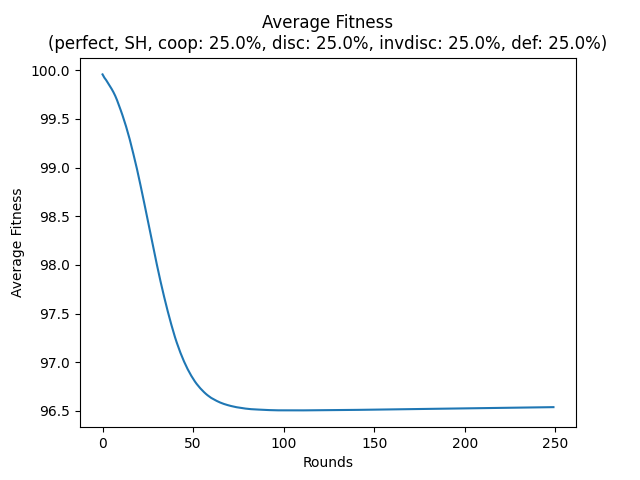 Average Fitness
(perfect, SH, coop: 25.0%, disc: 25.0%, invdisc: 25.0%, def: 25.0%)
100.0
99.5
99.0
98.5
98.0
97.5
97.0
96.5
Average Fitness
0 50 100 150 200 250
Rounds